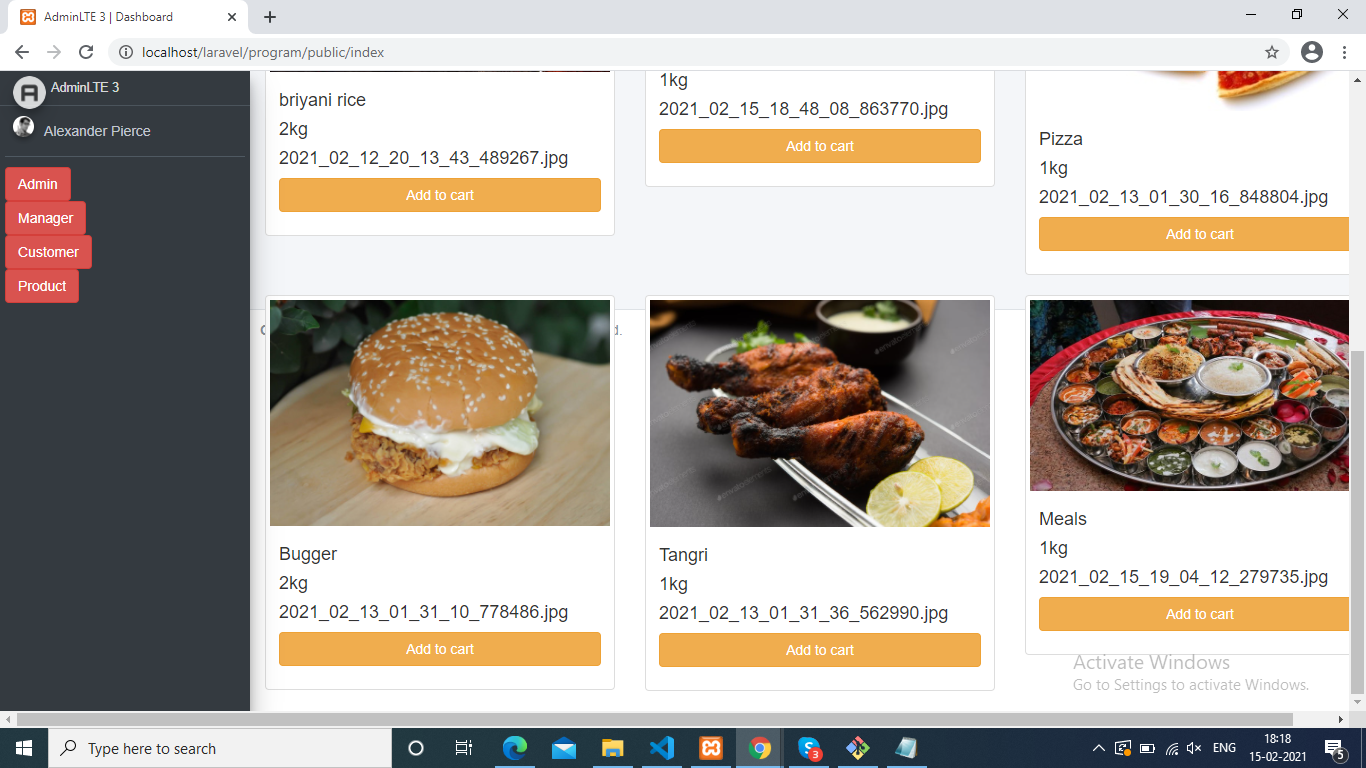 AdminLTE 3 | Dashboard
localhost/laravel/program/public/index
AdminLTE 3
Alexander Pierce
Admin
Manager
Customer
Product
briyani rice
2kg
2021_02_12_20_13_43_489267.jpg
Add to cart
1kg
2021_02_15_18_48_08_863770.jpg
Add to cart
Pizza
1kg
2021_02_13_01_30_16_848804.jpg
Add to cart
Bugger
2kg
2021_02_13_01_31_10_778486.jpg
Add to cart
Tangri
1kg
2021_02_13_01_31_36_562990.jpg
Add to cart
Meals
1kg
2021_02_15_19_04_12_279735.jpg
Add to cart
Activate Windows
Go to Settings to activate Windows.
Type here to search
3
ENG
18:18
15-02-2021
5